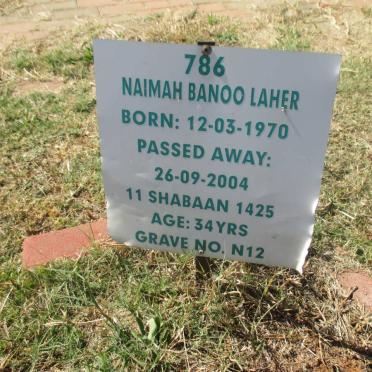 786
NAIMAH BANOO LAHER
BORN: 12-03-1970
PASSED AWAY:
26-09-2004
11 SHABAAN 1425
AGE: 34YRS
GRAVE NO. N12